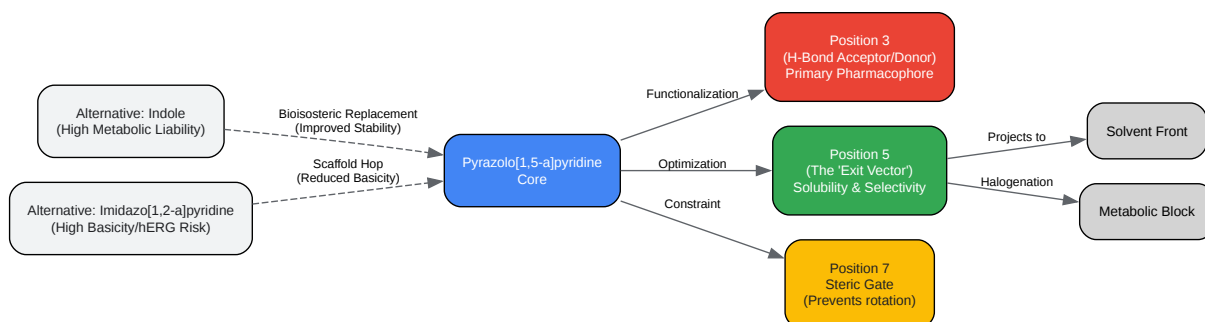 Alternative: Indole
(High Metabolic Liability)
Alternative: Imidazo[1,2-a]pyridine
(High Basicity/hERG Risk)
Bioisosteric Replacement
(Improved Stability)
Scaffold Hop
(Reduced Basicity)
Pyrazolo[1,5-a]pyridine
Core
Functionalization
Optimization
Constraint
Position 3
(H-Bond Acceptor/Donor)
Primary Pharmacophore
Position 5
(The 'Exit Vector')
Solubility & Selectivity
Position 7
Steric Gate
(Prevents rotation)
Projects to
Halogenation
Solvent Front
Metabolic Block